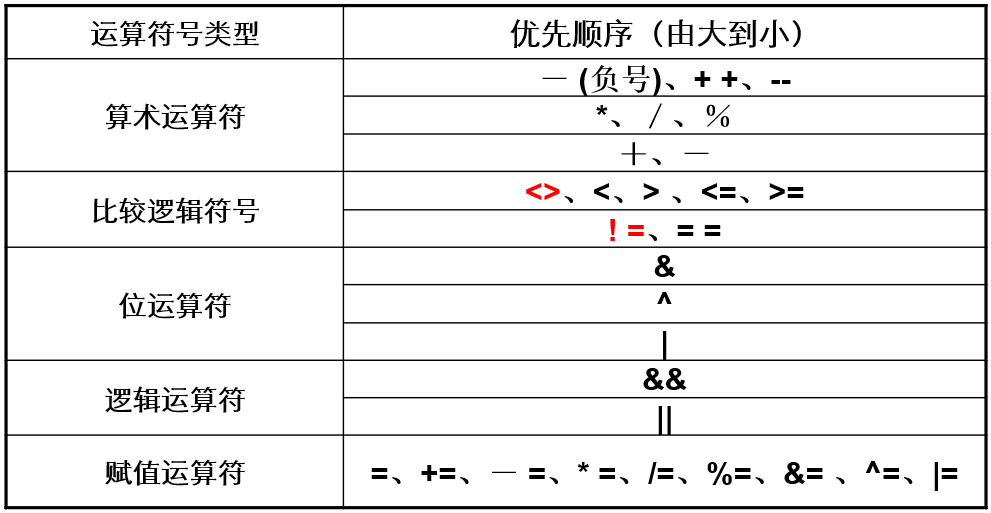 运算符号类型 优先顺序（由大到小）
算术运算符
－ (负号)、+ +、--
*、 / 、%
＋、－
比较逻辑符号
<>、<、> 、<=、>=
! =、= =
位运算符
&
^
|
逻辑运算符
&&
||
赋值运算符 =、+=、－ =、* =、/=、%=、&= 、^=、|=